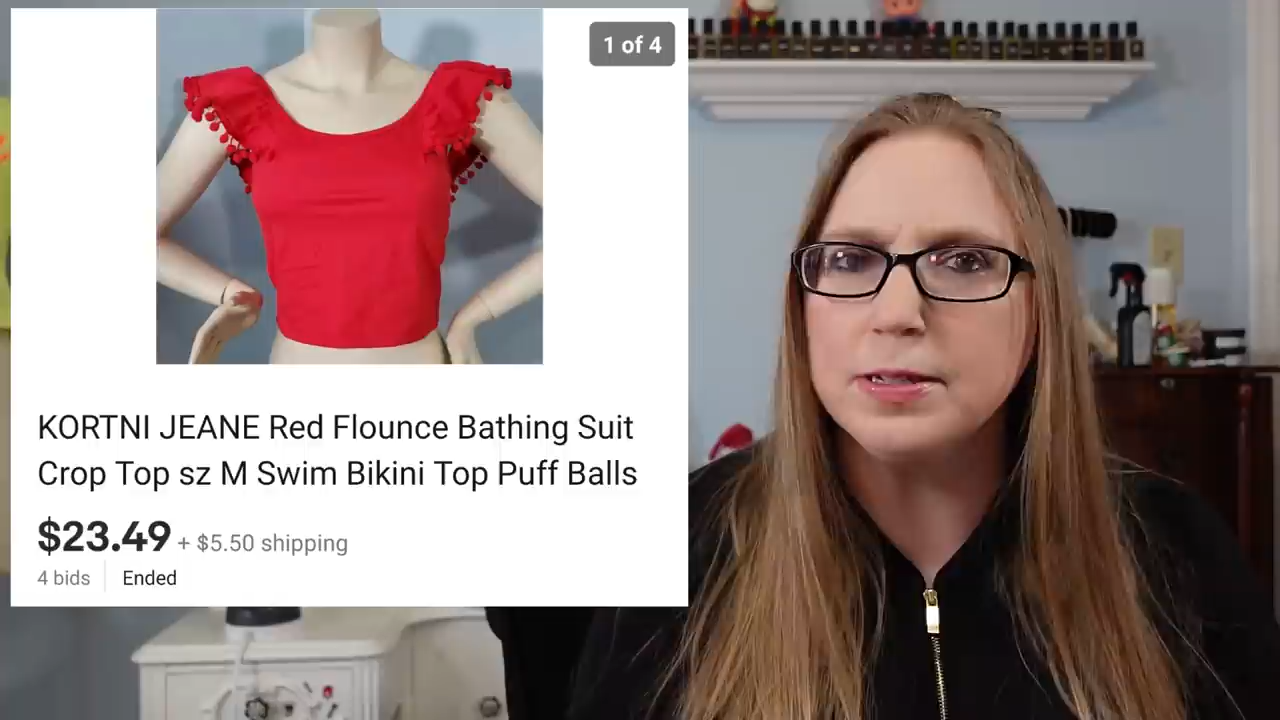 1 of 4
KORTNI JEANE Red Flounce Bathing Suit
Crop Top sz M Swim Bikini Top Puff Balls
$23.49 + $5.50 shipping
4 bids Ended